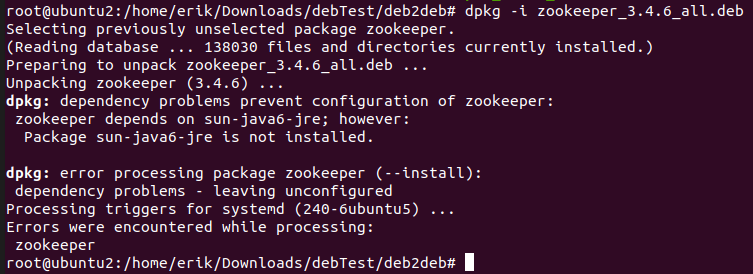 root@ubuntu2:/home/erik/Downloads/debTest/deb2deb# dpkg -i zookeeper_3.4.6_all.deb
Selecting previously unselected package zookeeper.
(Reading database ... 138030 files and directories currently installed.)
Preparing to unpack zookeeper_3.4.6_all.deb ...
Unpacking zookeeper (3.4.6) ...
dpkg: dependency problems prevent configuration of zookeeper:
 zookeeper depends on sun-java6-jre; however:
  Package sun-java6-jre is not installed.

dpkg: error processing package zookeeper (--install):
 dependency problems - leaving unconfigured
Processing triggers for systemd (240-6ubuntu5) ...
Errors were encountered while processing:
 zookeeper
root@ubuntu2:/home/erik/Downloads/debTest/deb2deb#